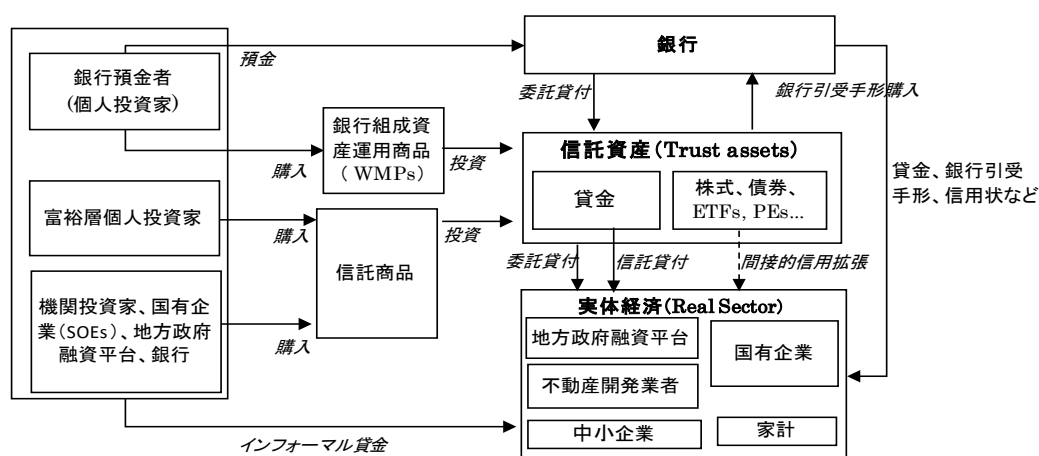 銀行預金者
(個人投資家)
富裕層個人投資家
機関投資家、国有企
業(SOEs)、地方政府
融資平台、銀行
預金
購入
購入
購入
銀行組成資
産運用商品
( WMPs)
信託商品
投資
投資
銀行
委託貸付
銀行引受手形購入
信託資産(Trust assets)
貸金
株式、債券、
ETFs, PEs...
委託貸付
信託貸付
間接的信用拡張
実体経済(Real Sector)
地方政府融資平台
国有企業
不動産開発業者
中小企業
家計
貸金、銀行引受
手形、信用状など
インフォーマル貸金